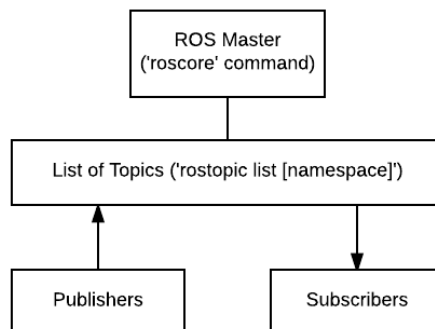 ROS Master
('roscore' command)
List of Topics ('rostopic list [namespace]')
Publishers
Subscribers